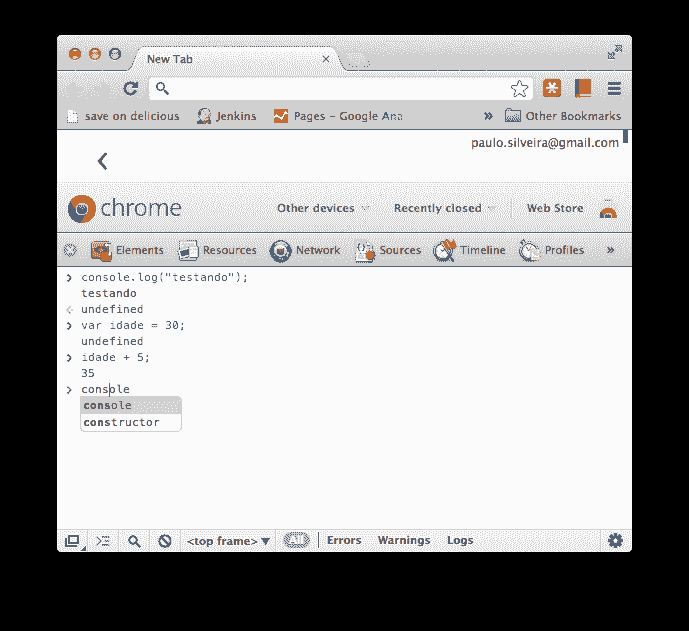 New Tab
save on delicious Jenkins Pages - Google Ana » Other Bookmarks
paulo.silveira@gmail.com
chrome Other devices Recently closed Web Store
Elements Resources Network Sources Timeline Profiles »
> console.log("testando");
testando
undefined
> var idade = 30;
undefined
> idade + 5;
35
> console
console
constructor
<top frame> All Errors Warnings Logs